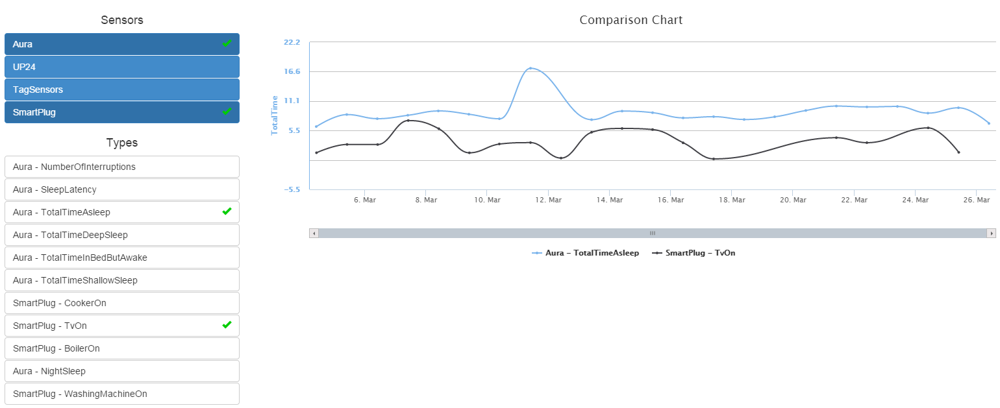 Sensors
Aura
UP24
TagSensors
SmartPlug
Types
Aura - NumberOfInterruptions
Aura - SleepLatency
Aura - TotalTimeAsleep
Aura - TotalTimeDeepSleep
Aura - TotalTimeInBedButAwake
Aura - TotalTimeShallowSleep
SmartPlug - CookerOn
SmartPlug - TvOn
SmartPlug - BoilerOn
Aura - NightSleep
SmartPlug - WashingMachineOn
Comparison Chart
TotalTime
22.2
16.6
11.1
5.5
-5.5
6. Mar 8. Mar 10. Mar 12. Mar 14. Mar 16. Mar 18. Mar 20. Mar 22. Mar 24. Mar 26. Mar
Aura - TotalTimeAsleep SmartPlug - TvOn